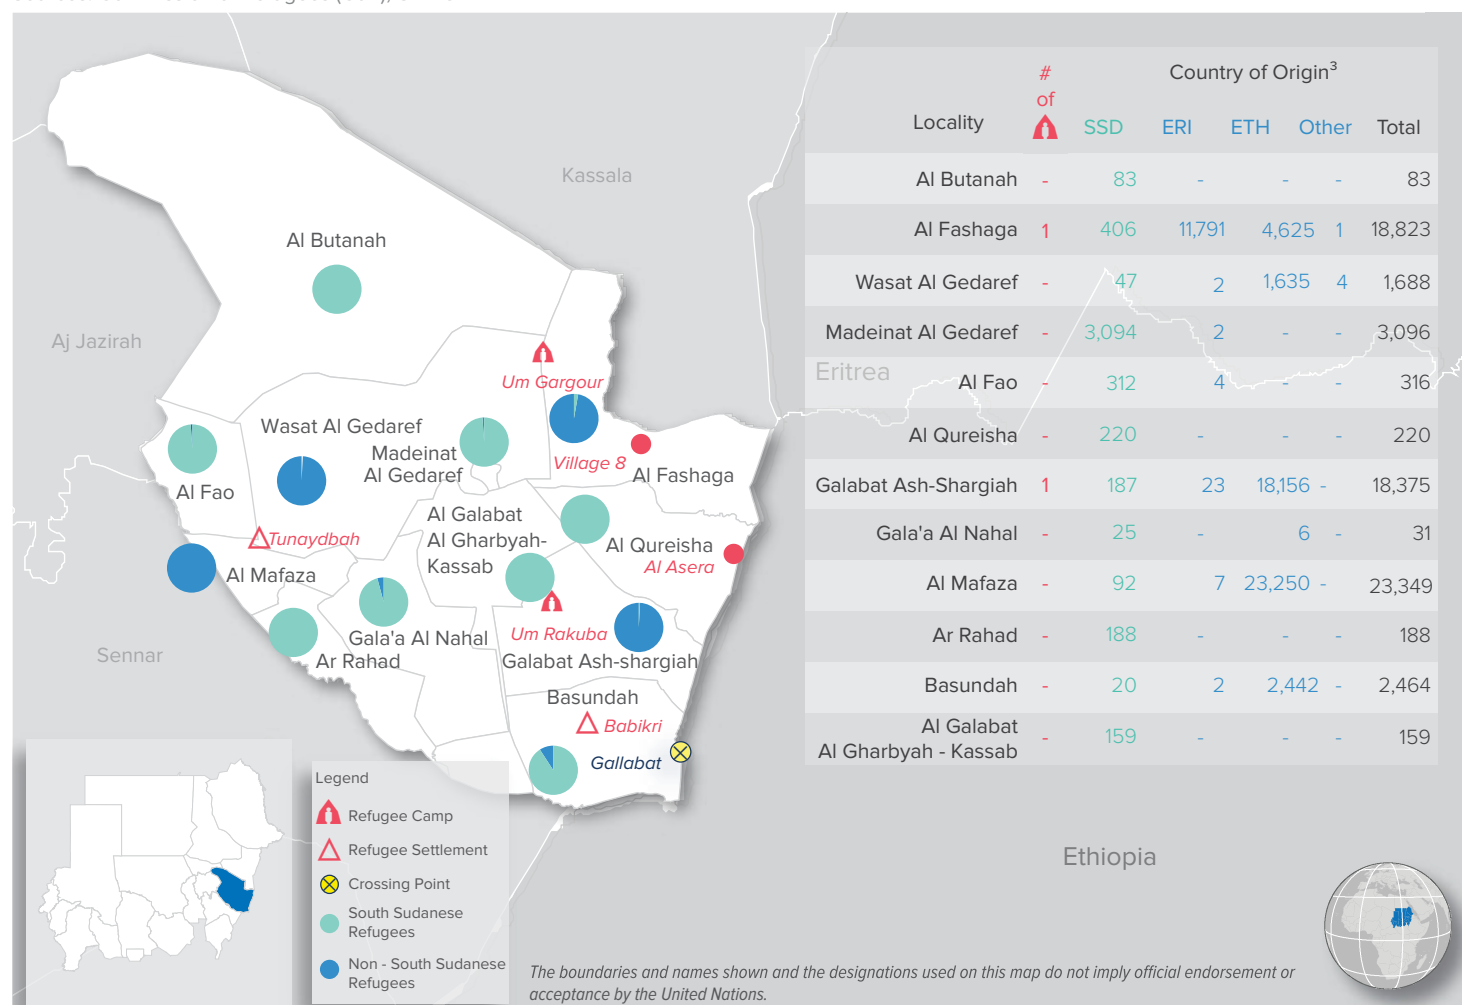 Kassala
Al Butanah
Aj Jazirah
Um Gargour
Wasat Al Gedaref
Madeinat
Al Gedaref
Village 8
Al Fashaga
Al Fao
Al Galabat
Al Gharbyah-
Kassab
Tunaydbah
Al Qureisha
Al Asera
Al Mafaza
Um Rakuba
Gala'a Al Nahal
Sennar
Ar Rahad
Galabat Ash-shargiah
Basundah
Babikri
Gallabat
Eritrea
Ethiopia
# of
Country of Origin³
Locality SSD ERI ETH Other Total
Al Butanah - 83 - - - 83
Al Fashaga 1 406 11,791 4,625 1 18,823
Wasat Al Gedaref - 47 2 1,635 4 1,688
Madeinat Al Gedaref - 3,094 2 - - 3,096
Al Fao - 312 4 - - 316
Al Qureisha - 220 - - - 220
Galabat Ash-Shargiah 1 187 23 18,156 - 18,375
Gala'a Al Nahal - 25 - 6 - 31
Al Mafaza - 92 7 23,250 - 23,349
Ar Rahad - 188 - - - 188
Basundah - 20 2 2,442 - 2,464
Al Galabat
Al Gharbyah - Kassab - 159 - - - 159
Legend
Refugee Camp
Refugee Settlement
Crossing Point
South Sudanese
Refugees
Non - South Sudanese
Refugees
The boundaries and names shown and the designations used on this map do not imply official endorsement or
acceptance by the United Nations.